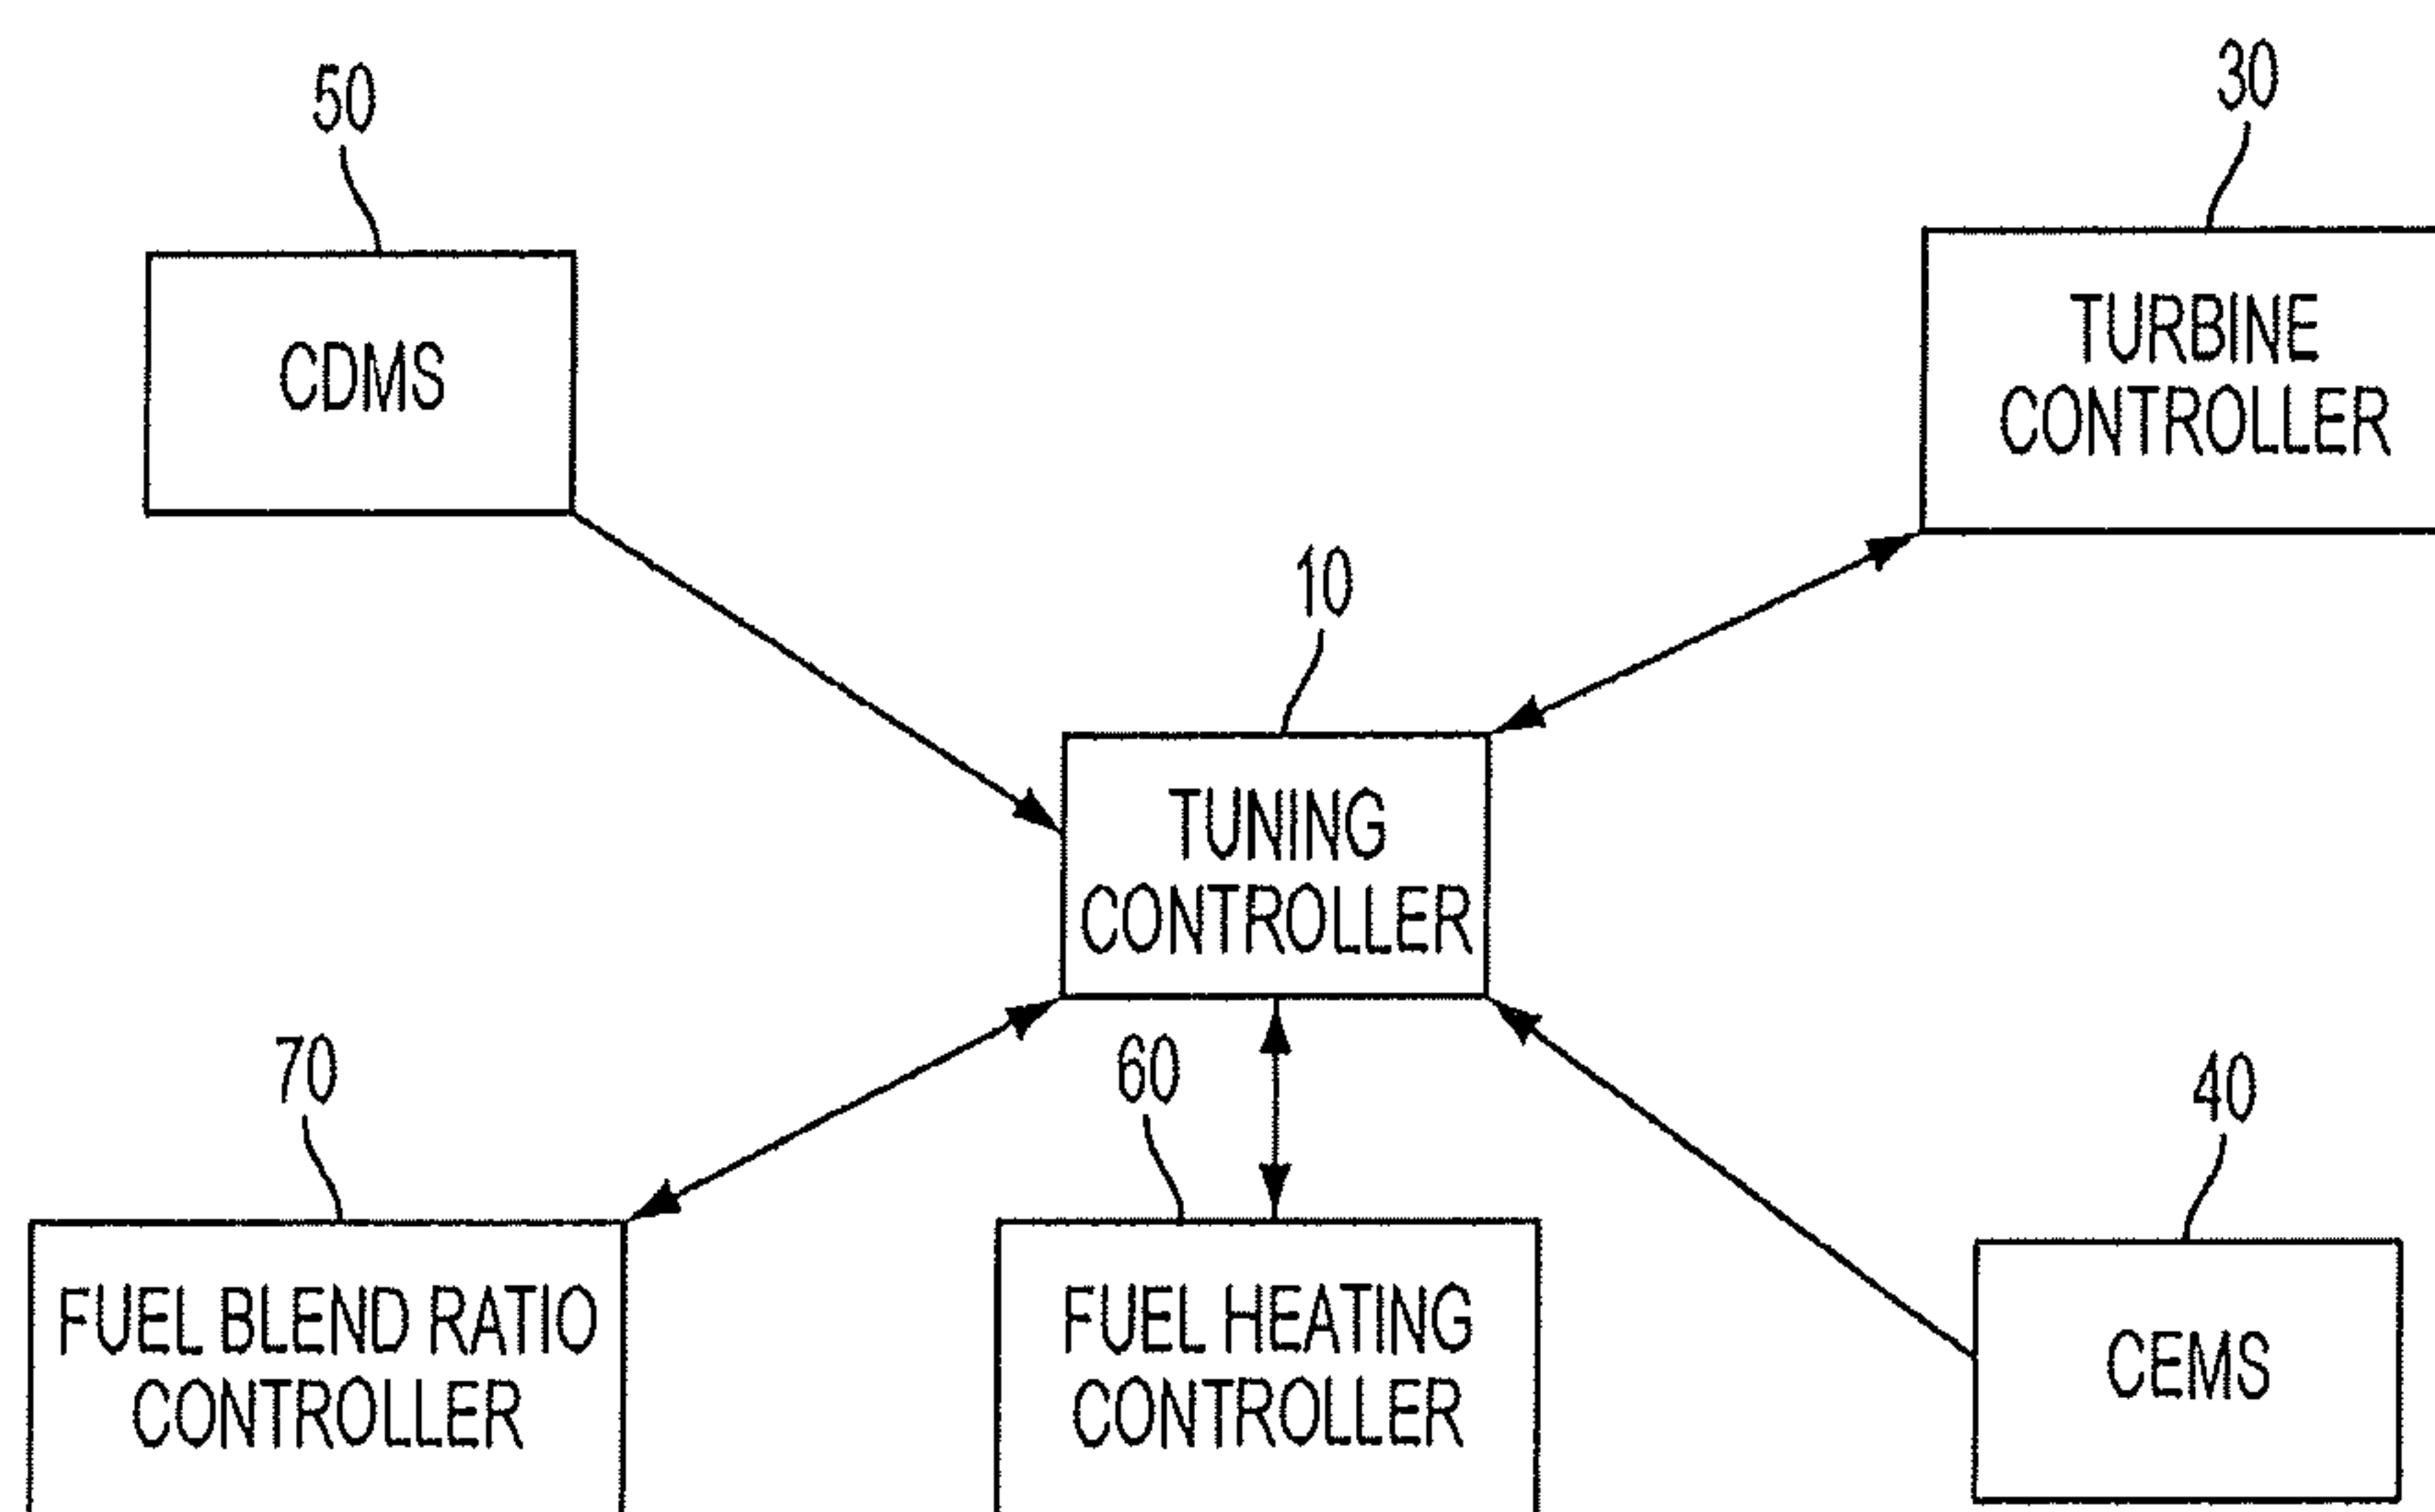 50
30
CDMS
TURBINE
CONTROLLER
10
TUNING
CONTROLLER
70
60
40
FUEL BLEND RATIO
CONTROLLER
FUEL HEATING
CONTROLLER
CEMS